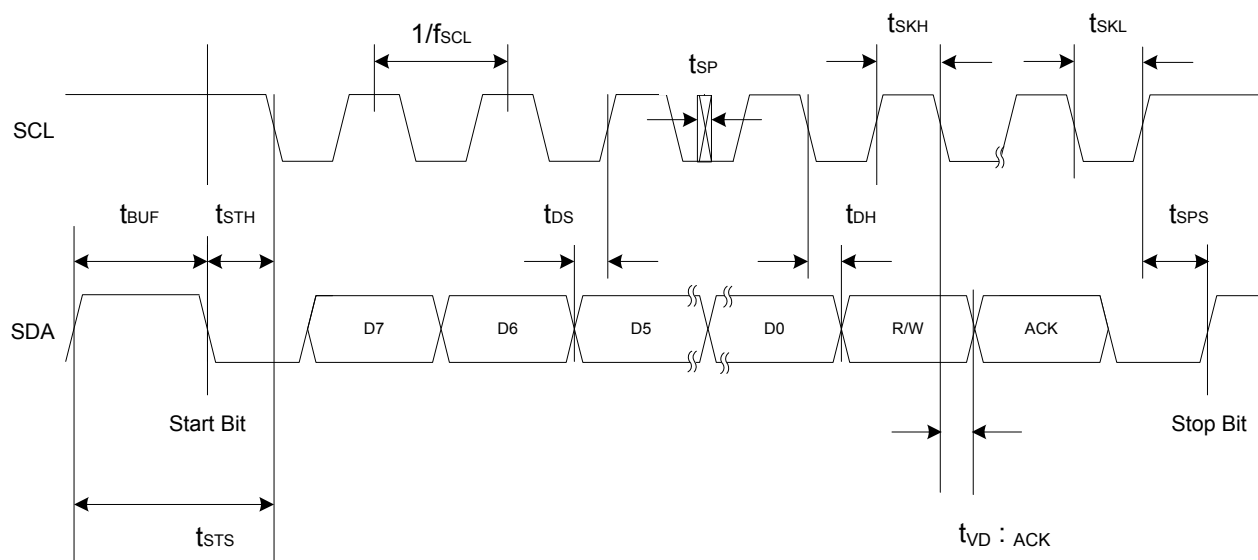 1/fSCL
tSKH
tSKL
tSP
SCL
tBUF
tSTH
tDS
tDH
tSPS
SDA
D7
D6
D5
D0
R/W
ACK
Start Bit
Stop Bit
tSTS
tVD : ACK